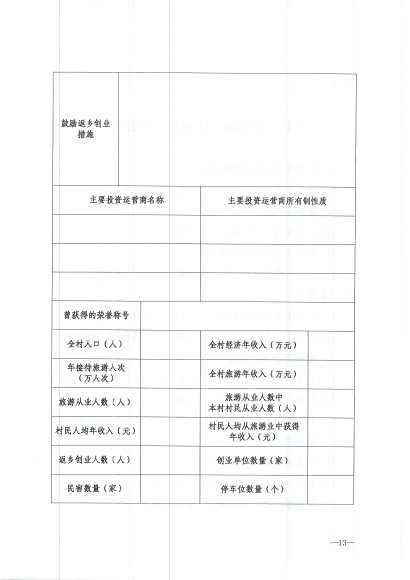 鼓励返乡创业
措施
主要投资运营商名称
主要投资运营商所有制性质
曾获得的荣誉称号
全村人口（人）
全村经济年收入（万元）
年接待旅游人次
（万人次）
全村旅游年收入（万元）
旅游从业人数（人）
旅游从业人数中
本村村民从业人数（人）
村民人均年收入（元）
村民人均从旅游业中获得
年收入（元）
返乡创业人数（人）
创业单位数量（家）
民宿数量（家）
停车位数量（个）
—13—